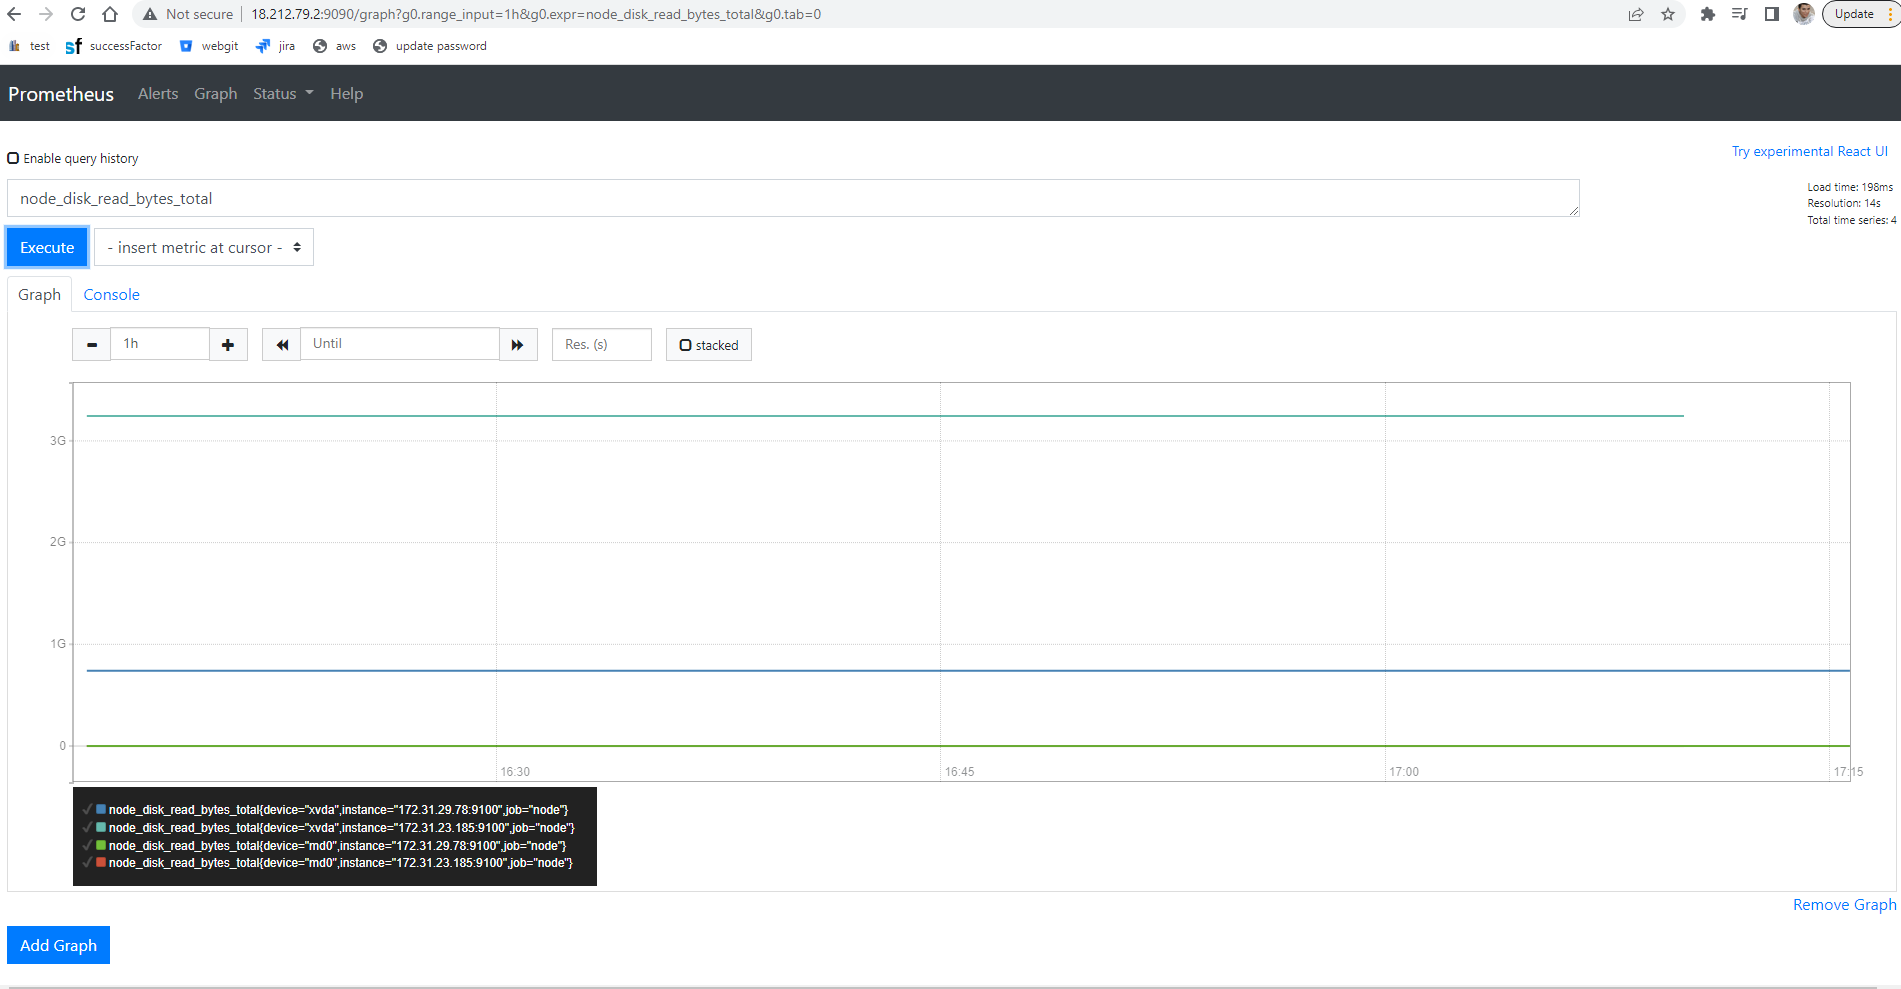 Not secure | 18.212.79.2:9090/graph?g0.range_input=1h&g0.expr=node_disk_read_bytes_total&g0.tab=0 Update
test successFactor webgit jira aws update password
Prometheus Alerts Graph Status Help
Enable query history
Try experimental React UI
node_disk_read_bytes_total
Load time: 198ms
Resolution: 14s
Total time series: 4
Execute - insert metric at cursor -
Graph Console
1h Until Res. (s) stacked
3G
2G
1G
0
16:30 16:45 17:00 17:15
node_disk_read_bytes_total{device="xvda",instance="172.31.29.78:9100",job="node"}
node_disk_read_bytes_total{device="xvda",instance="172.31.23.185:9100",job="node"}
node_disk_read_bytes_total{device="md0",instance="172.31.29.78:9100",job="node"}
node_disk_read_bytes_total{device="md0",instance="172.31.23.185:9100",job="node"}
Remove Graph
Add Graph